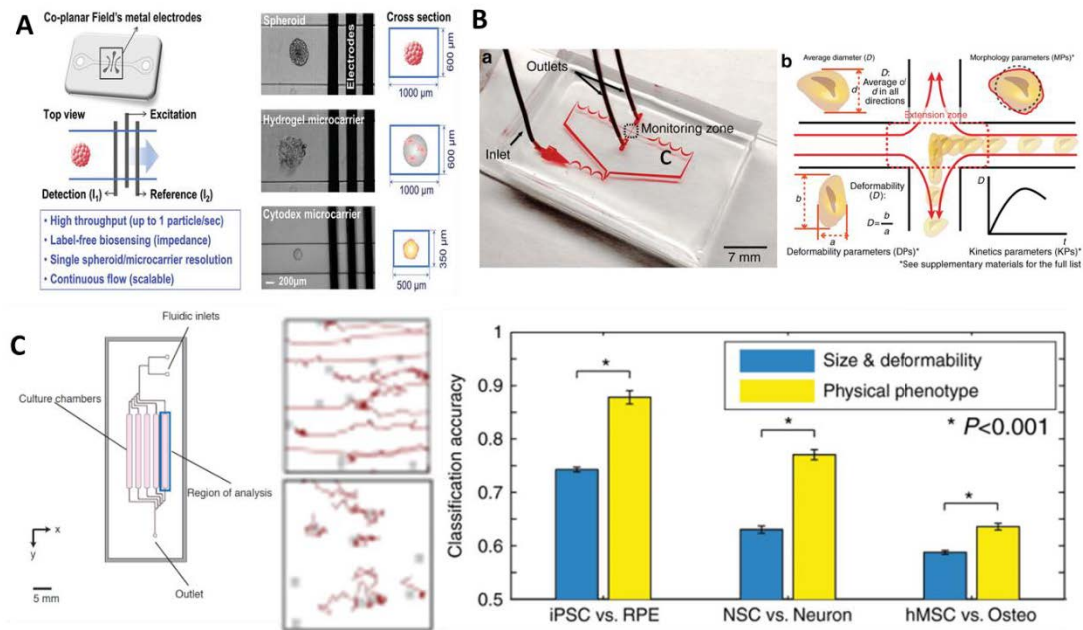 A
Co-planar Field's metal electrodes
Top view
Excitation
Detection (I₁)
Reference (I₂)
• High throughput (up to 1 particle/sec)
• Label-free biosensing (impedance)
• Single spheroid/microcarrier resolution
• Continuous flow (scalable)
Spheroid
Electrodes
Hydrogel microcarrier
Cytodex microcarrier
200µm
Cross section
600 µm
1000 µm
600 µm
1000 µm
350 µm
500 µm
B
a
Outlets
Inlet
Monitoring zone
C
7 mm
b
Average diameter (D)
d
D:
Average of
d in all
directions
Morphology parameters (MPs)*
Extension zone
b
a
Deformability
(D):
D= b
a
Deformability parameters (DPs)*
D
t
Kinetics parameters (KPs)*
*See supplementary materials for the full list
C
Fluidic inlets
Culture chambers
Region of analysis
x
y
5 mm
Outlet
Classification accuracy
1
0.9
0.8
0.7
0.6
0.5
Size & deformability
Physical phenotype
* P<0.001
*
*
*
iPSC vs. RPE
NSC vs. Neuron
hMSC vs. Osteo